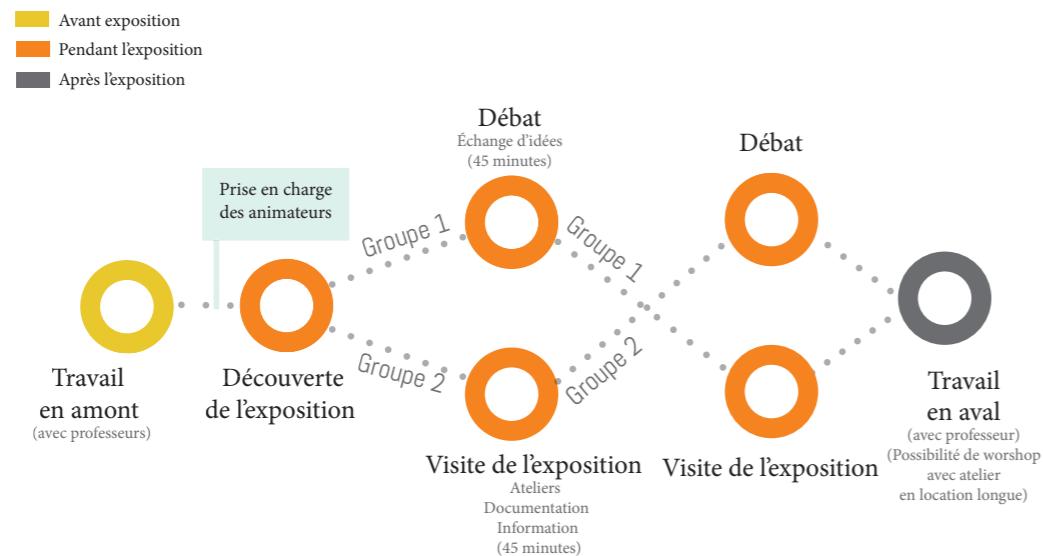 Avant exposition
Pendant l'exposition
Après l'exposition
Débat
Échange d'idées
(45 minutes)
Débat
Prise en charge
des animateurs
Groupe 1
Groupe 1
Groupe 2
Groupe 2
Travail
en amont
(avec professeurs)
Découverte
de l'exposition
Visite de l'exposition
Ateliers
Documentation
Information
(45 minutes)
Visite de l'exposition
Travail
en aval
(avec professeur)
(Possibilité de worshop
avec atelier
en location longue)